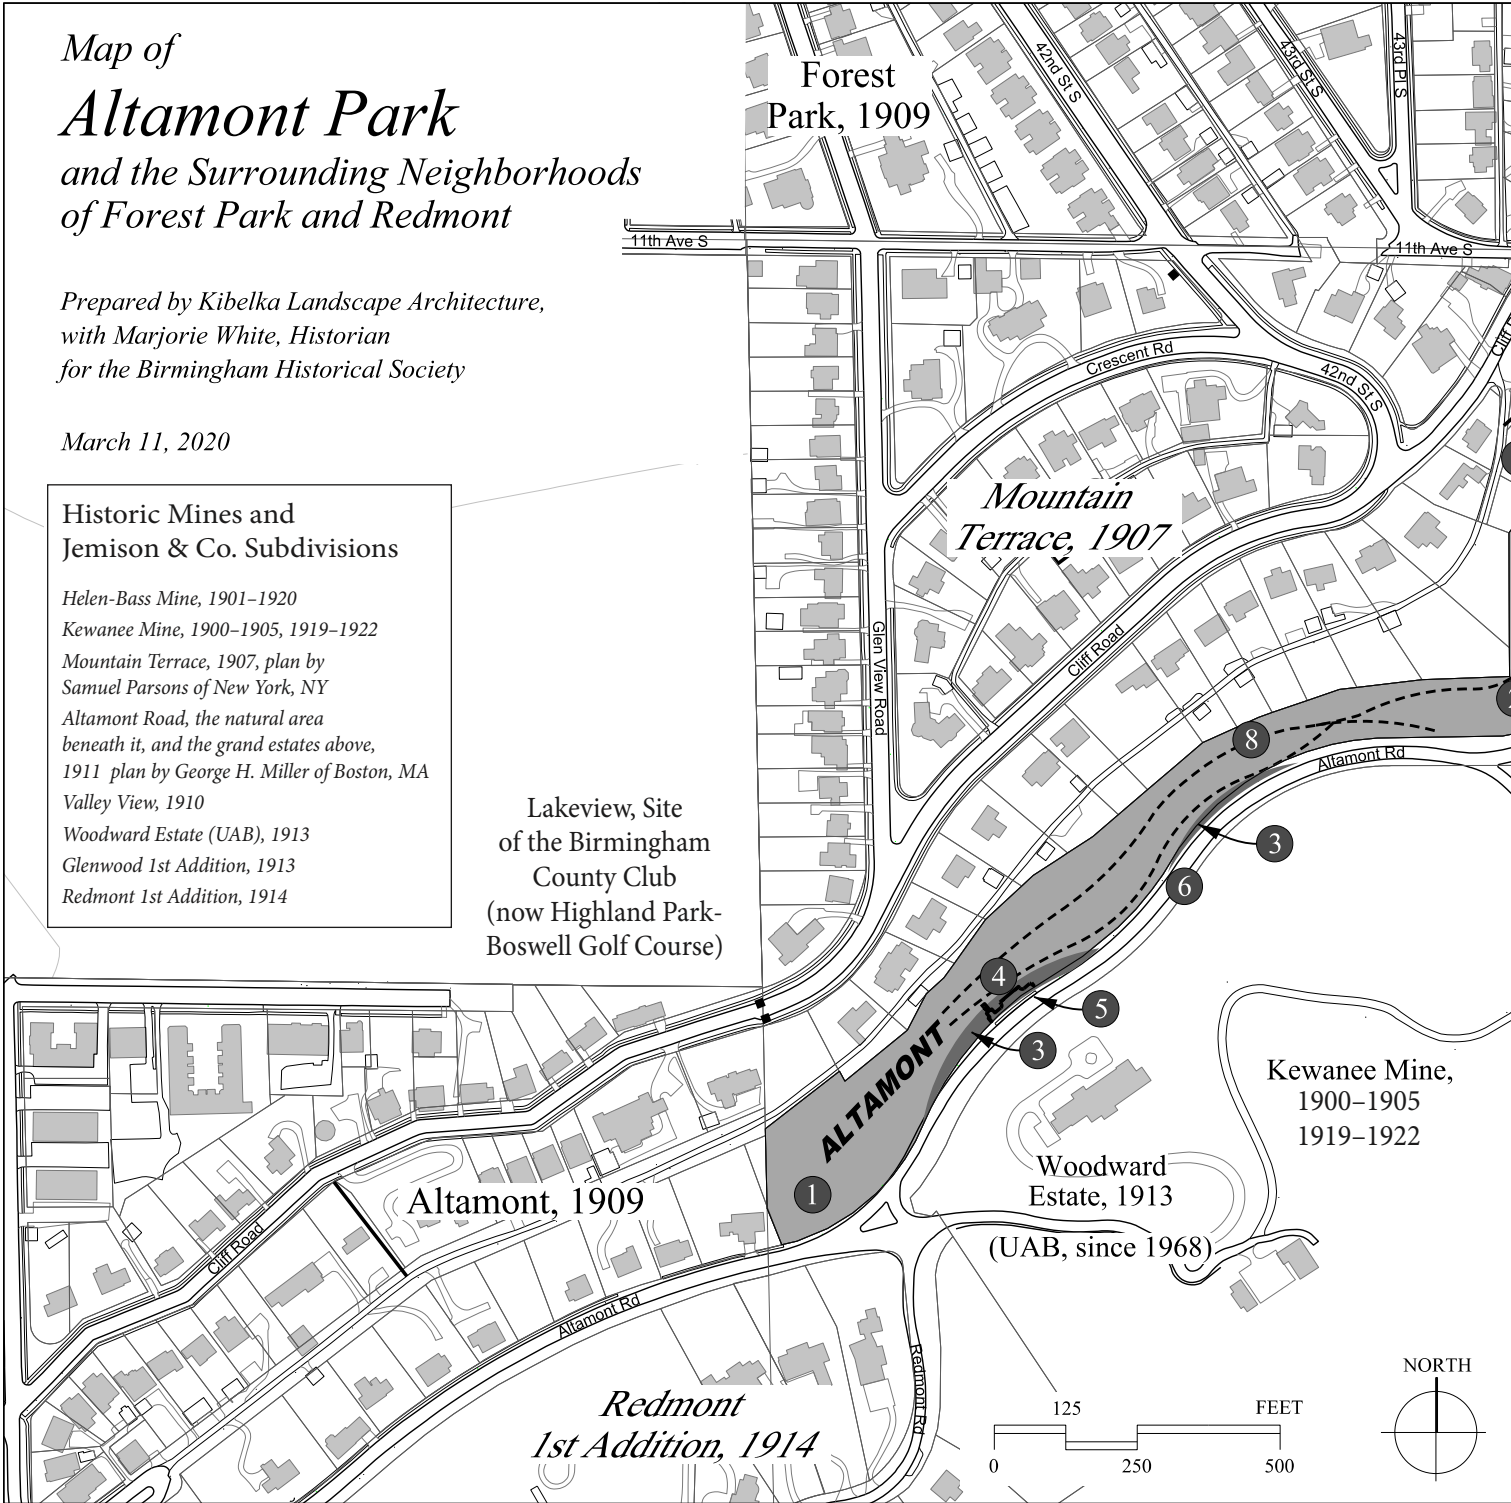 Map of
Altamont Park
and the Surrounding Neighborhoods
of Forest Park and Redmont
Prepared by Kibelka Landscape Architecture,
with Marjorie White, Historian
for the Birmingham Historical Society
March 11, 2020
Historic Mines and
Jemison & Co. Subdivisions
Helen-Bass Mine, 1901–1920
Kewanee Mine, 1900–1905, 1919–1922
Mountain Terrace, 1907, plan by
Samuel Parsons of New York, NY
Altamont Road, the natural area
beneath it, and the grand estates above,
1911 plan by George H. Miller of Boston, MA
Valley View, 1910
Woodward Estate (UAB), 1913
Glenwood 1st Addition, 1913
Redmont 1st Addition, 1914
Forest
Park, 1909
42nd St S
43rd St S
43rd Pl S
11th Ave S
11th Ave S
Crescent Rd
42nd St S
Cliff
Mountain
Terrace, 1907
Glen View Road
Cliff Road
Lakeview, Site
of the Birmingham
County Club
(now Highland Park-
Boswell Golf Course)
8
Altamont Rd
3
6
4
5
3
ALTAMONT
1
Kewanee Mine,
1900–1905
1919–1922
Woodward
Estate, 1913
(UAB, since 1968)
Altamont, 1909
Cliff Road
Altamont Rd
Redmont Rd
Redmont
1st Addition, 1914
125
FEET
0
250
500
NORTH